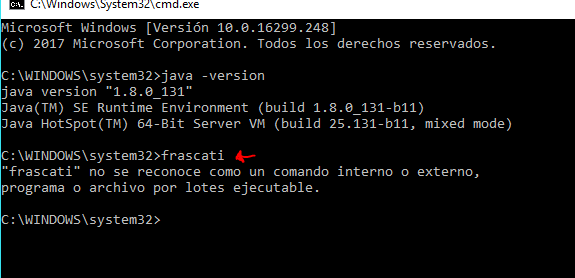 C:\Windows\System32\cmd.exe
Microsoft Windows [Versión 10.0.16299.248]
(c) 2017 Microsoft Corporation. Todos los derechos reservados.
C:\WINDOWS\system32>java -version
java version "1.8.0_131"
Java(TM) SE Runtime Environment (build 1.8.0_131-b11)
Java HotSpot(TM) 64-Bit Server VM (build 25.131-b11, mixed mode)
C:\WINDOWS\system32>frascati
"frascati" no se reconoce como un comando interno o externo,
programa o archivo por lotes ejecutable.
C:\WINDOWS\system32>